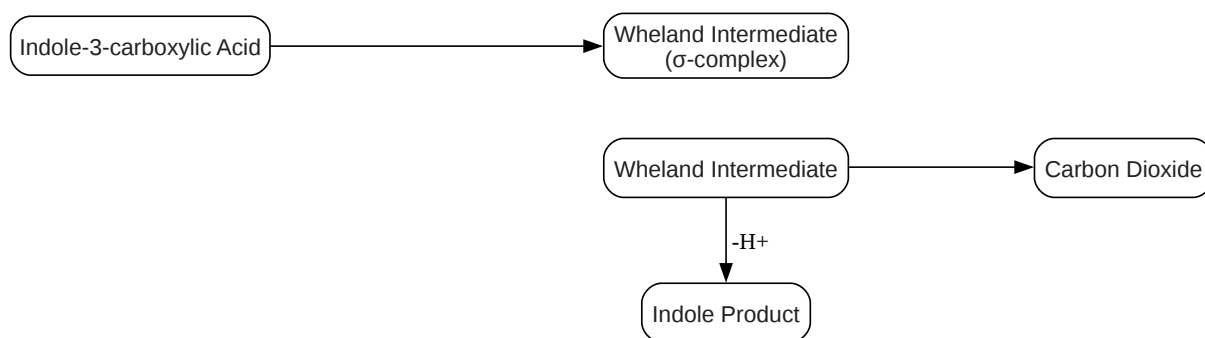 Indole-3-carboxylic Acid
Wheland Intermediate
(σ-complex)
Wheland Intermediate
Carbon Dioxide
-H+
Indole Product